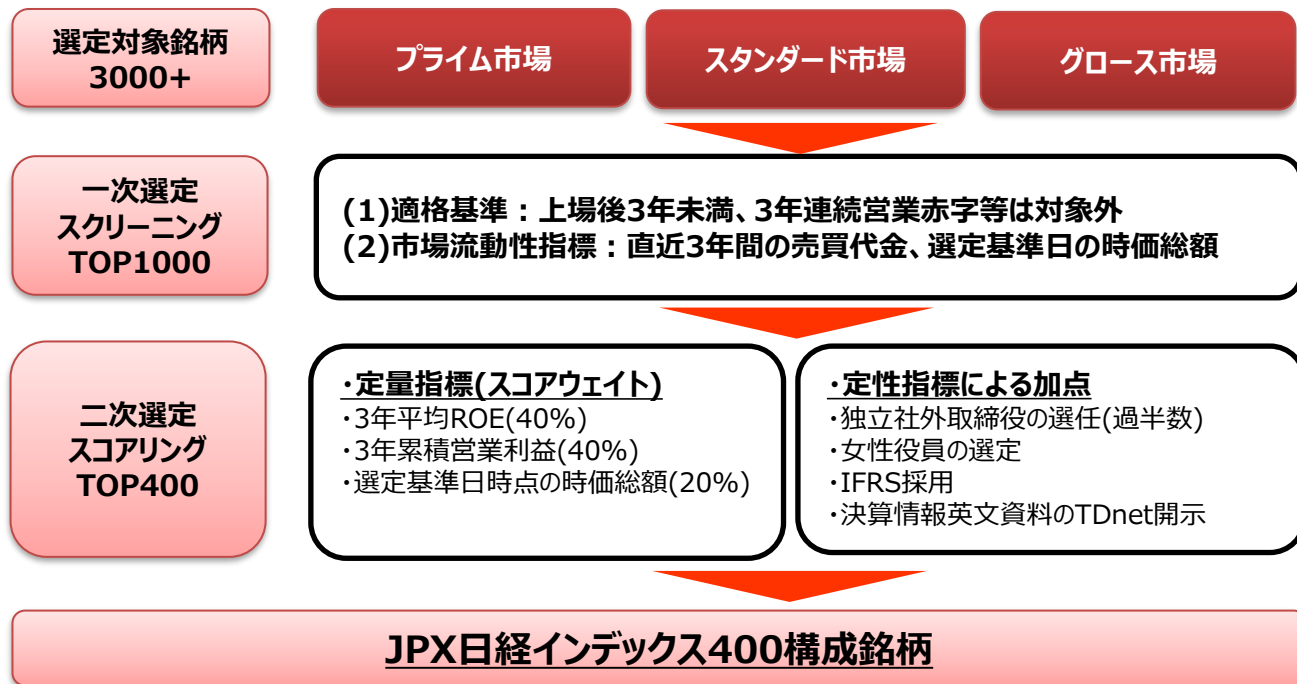 選定対象銘柄
3000+
プライム市場
スタンダード市場
グロース市場
一次選定
スクリーニング
TOP1000
(1)適格基準：上場後3年未満、3年連続営業赤字等は対象外
(2)市場流動性指標：直近3年間の売買代金、選定基準日の時価総額
二次選定
スコアリング
TOP400
・定量指標(スコアウェイト)
・3年平均ROE(40%)
・3年累積営業利益(40%)
・選定基準日時点の時価総額(20%)
・定性指標による加点
・独立社外取締役の選任(過半数)
・女性役員の選定
・IFRS採用
・決算情報英文資料のTDnet開示
JPX日経インデックス400構成銘柄